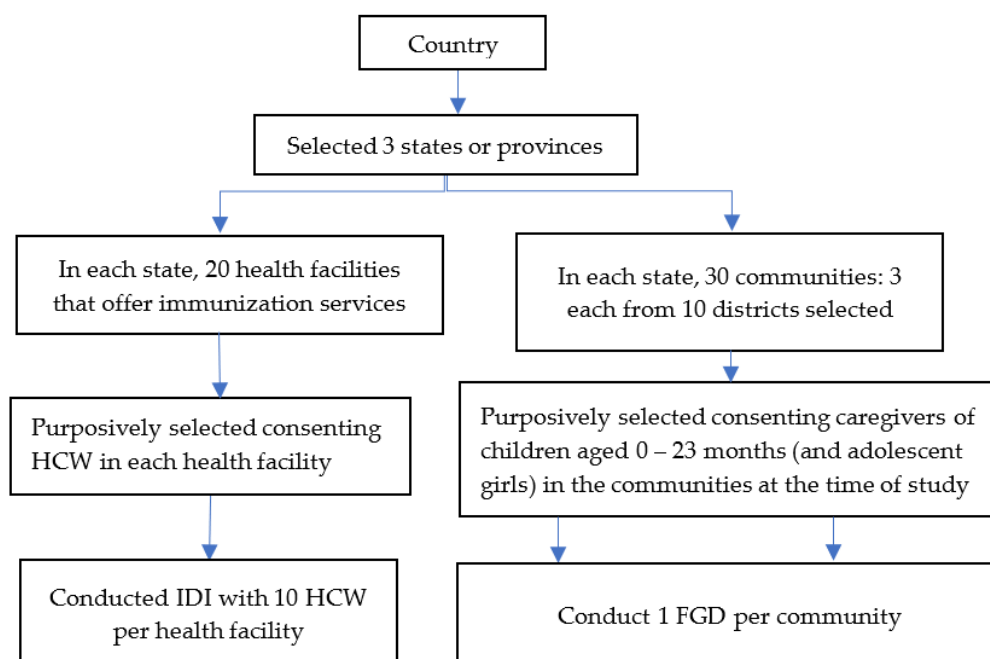 Country
Selected 3 states or provinces
In each state, 20 health facilities
that offer immunization services
In each state, 30 communities: 3
each from 10 districts selected
Purposively selected consenting
HCW in each health facility
Purposively selected consenting caregivers of
children aged 0 – 23 months (and adolescent
girls) in the communities at the time of study
Conducted IDI with 10 HCW
per health facility
Conduct 1 FGD per community